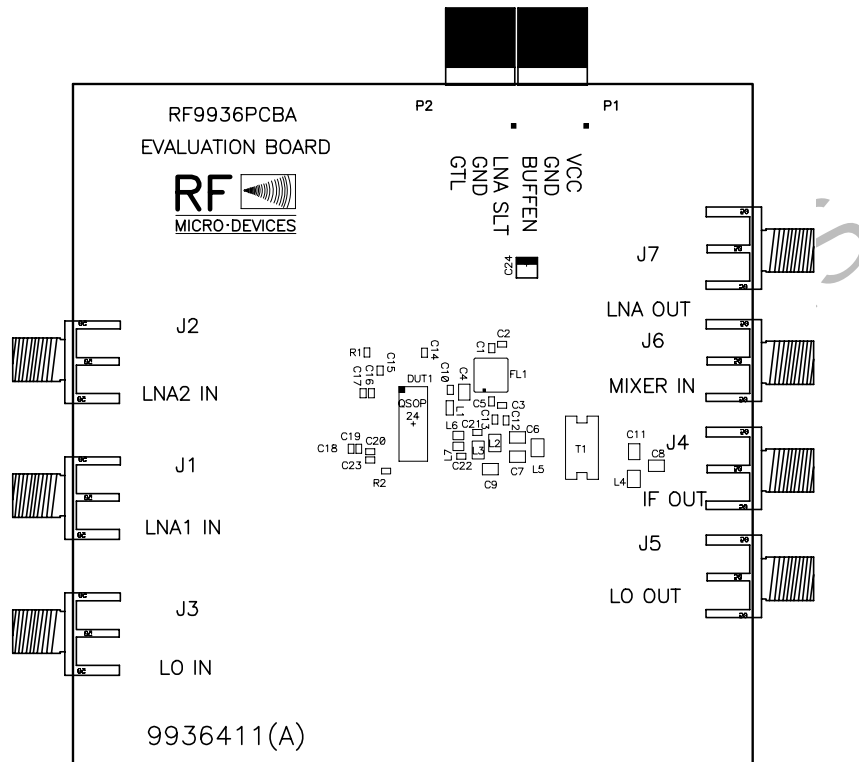 P2
P1
RF9936PCBA
EVALUATION BOARD
RF
MICRO·DEVICES
GTL
GND
LNA SLT
BUFFEN
GND
VCC
C24
J7
LNA OUT
J2
LNA2 IN
J6
MIXER IN
R1
C15
C14
C1
C2
C17
C16
DUT1
QSOP
24
C10
C4
FL1
L1
C5
C3
C13
C12
C6
L6
C21
L2
L3
L7
C22
C9
C7
L5
T1
C11
C8
L4
J4
IF OUT
C18
C19
C20
C23
R2
J1
LNA1 IN
J5
LO OUT
J3
LO IN
9936411(A)